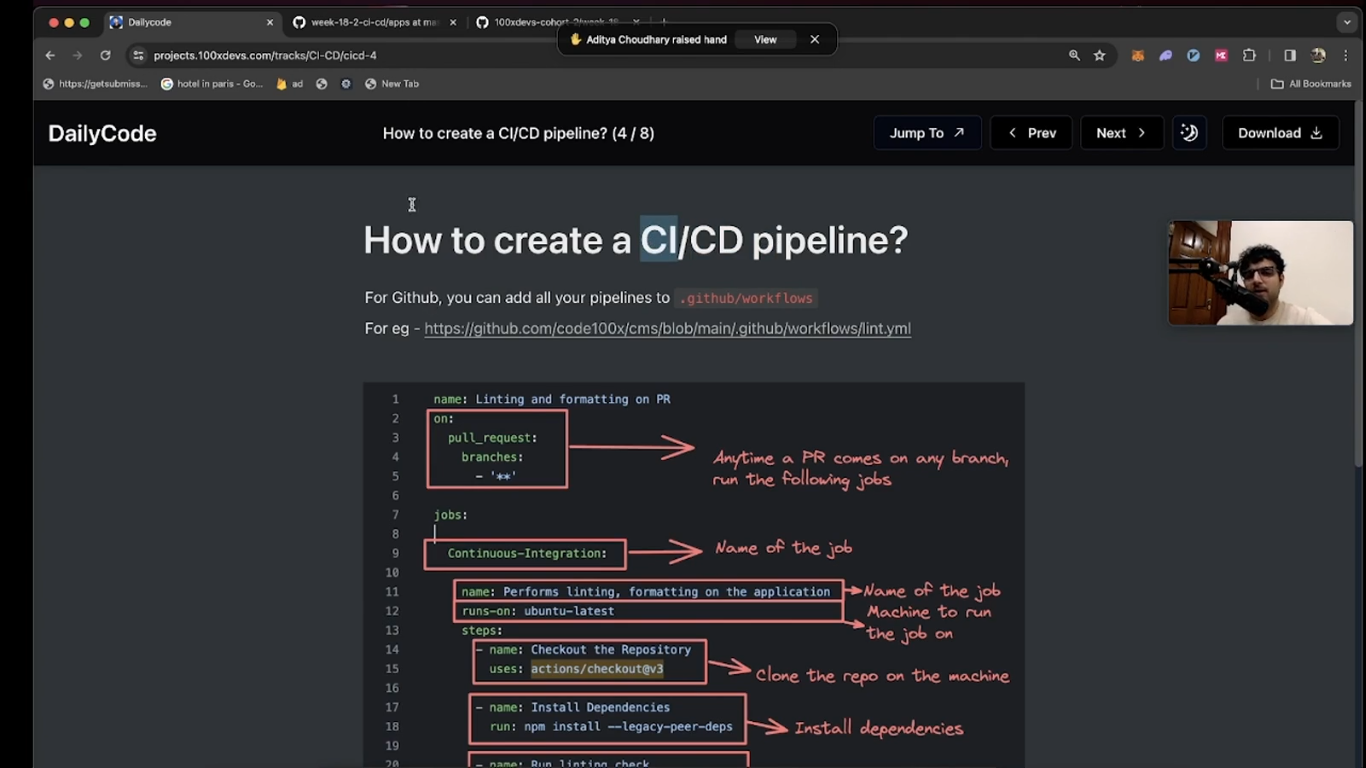 Dailycode
week-18-2-ci-cd/apps at ma
100xdevs-cohort-2/week-18
Aditya Choudhary raised hand
View
projects.100xdevs.com/tracks/CI-CD/cicd-4
https://getsubmiss...
hotel in paris - Go...
ad
New Tab
All Bookmarks
DailyCode
How to create a CI/CD pipeline? (4 / 8)
Jump To
Prev
Next
Download
How to create a CI/CD pipeline?
For Github, you can add all your pipelines to .github/workflows
For eg - https://github.com/code100x/cms/blob/main/.github/workflows/lint.yml
1 name: Linting and formatting on PR
2 on:
3 pull_request:
4 branches:
5 - '**'
Anytime a PR comes on any branch,
run the following jobs
6
7 jobs:
8
9 Continuous-Integration:
Name of the job
10
11 name: Performs linting, formatting on the application
Name of the job
12 runs-on: ubuntu-latest
Machine to run
the job on
13 steps:
14 - name: Checkout the Repository
15 uses: actions/checkout@v3
Clone the repo on the machine
16
17 - name: Install Dependencies
18 run: npm install --legacy-peer-deps
Install dependencies
19
20 - name: Run linting check